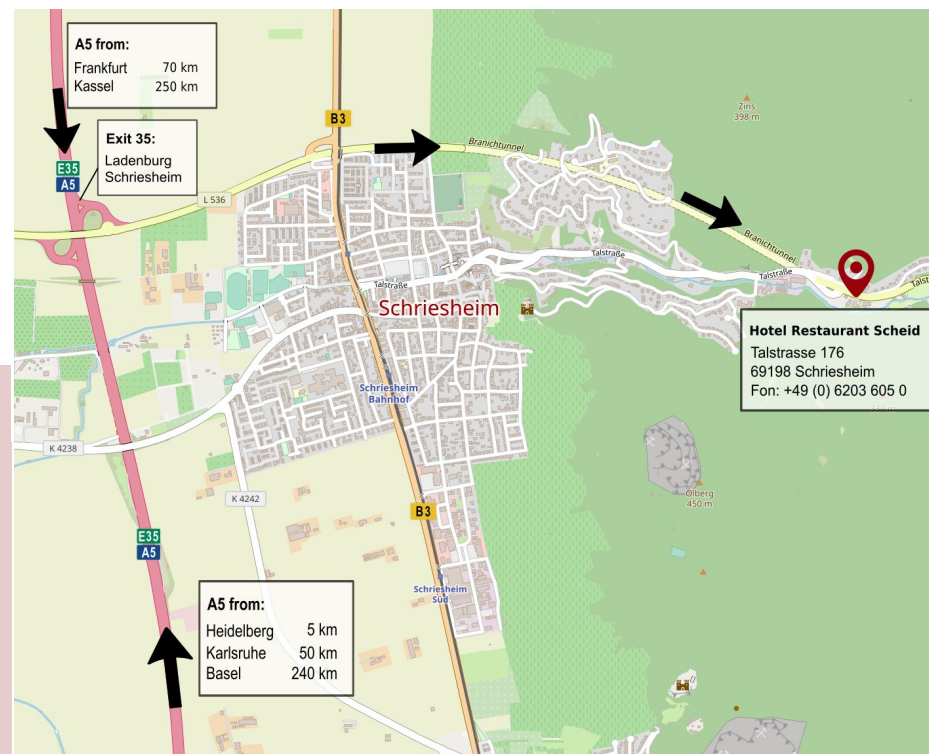 A5 from:
Frankfurt 70 km
Kassel 250 km
Exit 35:
Ladenburg
Schriesheim
E35
A5
L 536
B3
Branichtunnel
Zins
398 m
Branichtunnel
Talstraße
Talstraße
Talstraße
Schriesheim
Hotel Restaurant Scheid
Talstrasse 176
69198 Schriesheim
Fon: +49 (0) 6203 605 0
Schriesheim
Bahnhof
K 4238
K 4242
Ölberg
450 m
B3
E35
A5
Schriesheim
Süd
A5 from:
Heidelberg 5 km
Karlsruhe 50 km
Basel 240 km